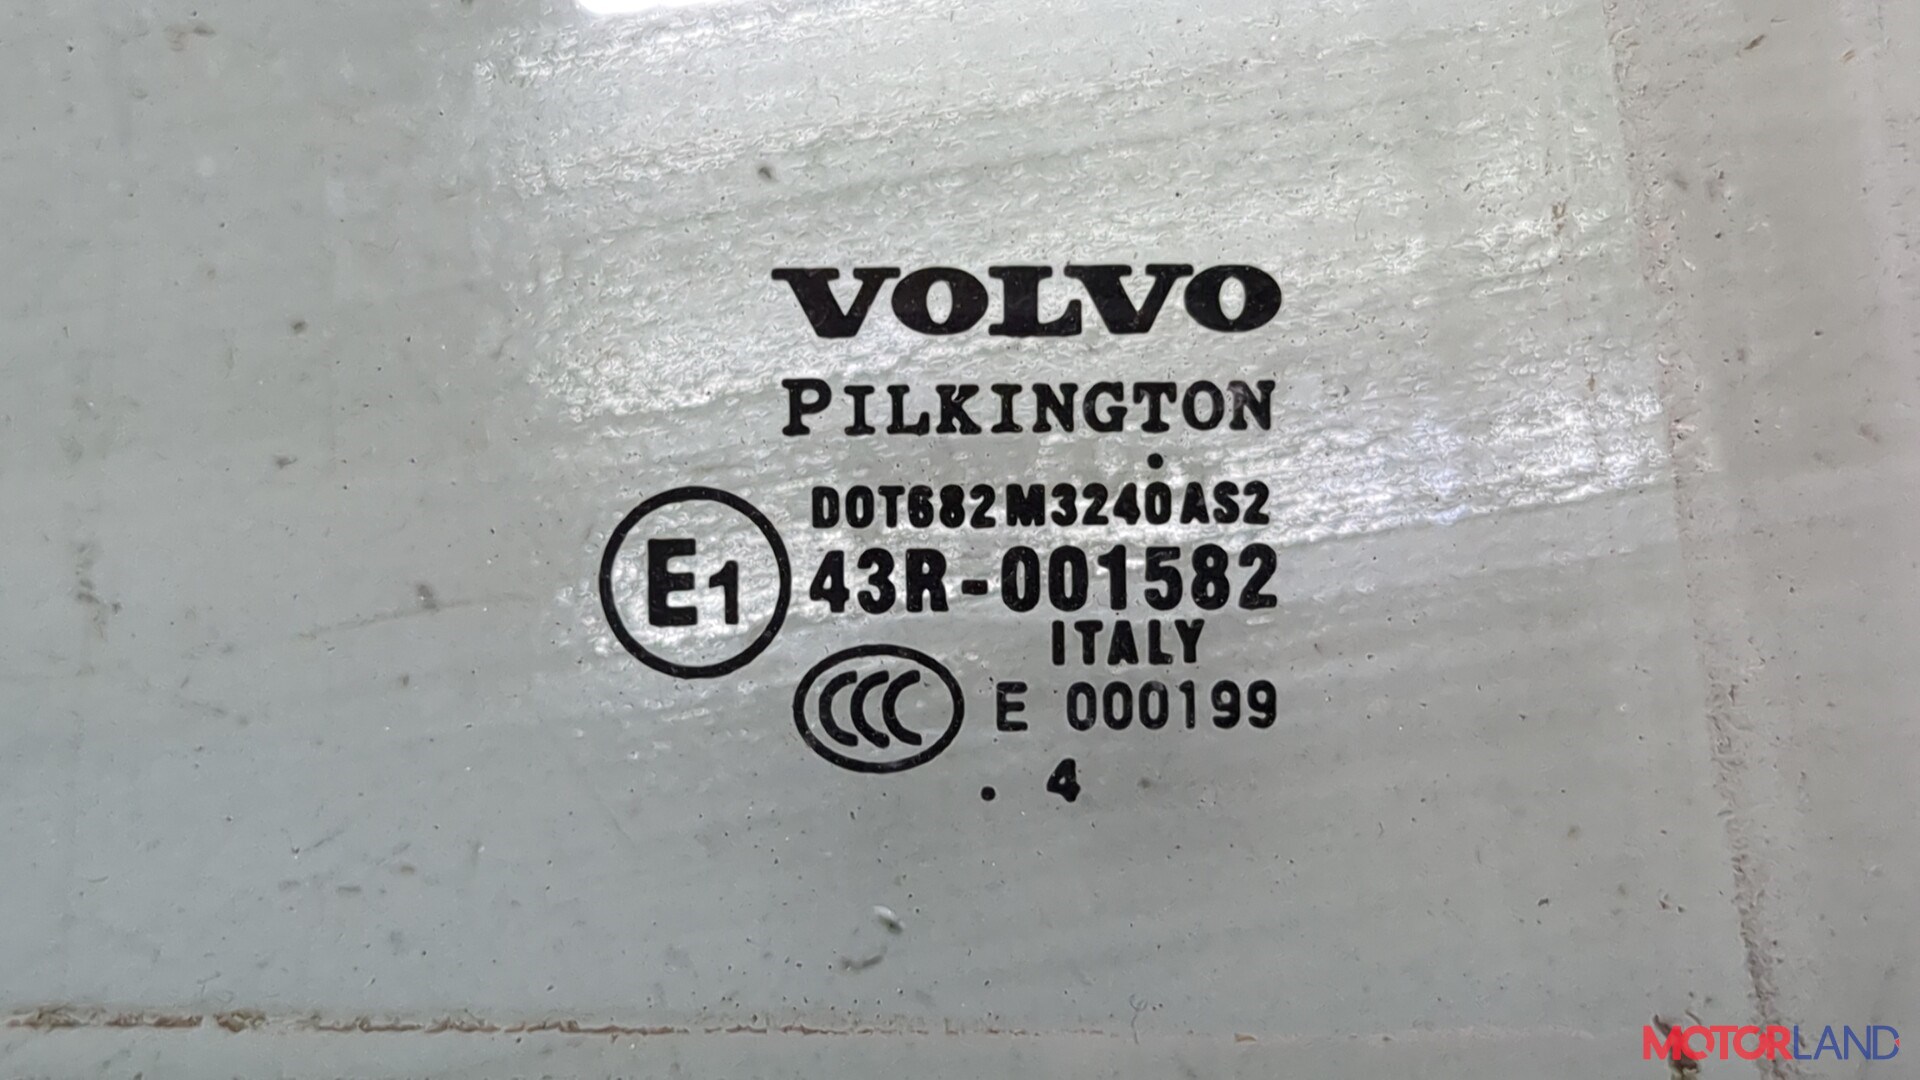 VOLVO
PILKINGTON
.
DOT682M3240AS2
E1 43R-001582
ITALY
CCC E 000199
. 4
MOTORLAND